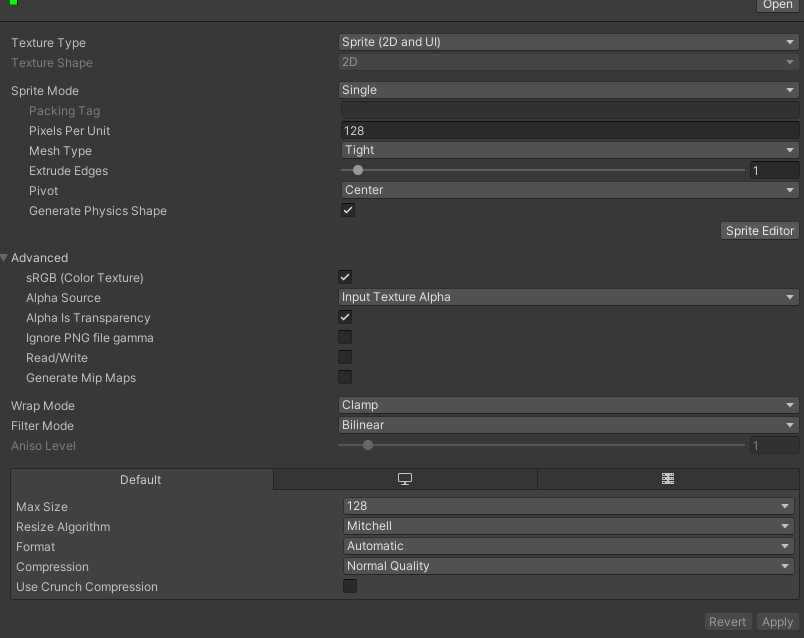 Open
Texture Type Sprite (2D and UI)
Texture Shape 2D
Sprite Mode Single
Packing Tag
Pixels Per Unit 128
Mesh Type Tight
Extrude Edges 1
Pivot Center
Generate Physics Shape
Sprite Editor
Advanced
sRGB (Color Texture)
Alpha Source Input Texture Alpha
Alpha Is Transparency
Ignore PNG file gamma
Read/Write
Generate Mip Maps
Wrap Mode Clamp
Filter Mode Bilinear
Aniso Level 1
Default
Max Size 128
Resize Algorithm Mitchell
Format Automatic
Compression Normal Quality
Use Crunch Compression
Revert Apply